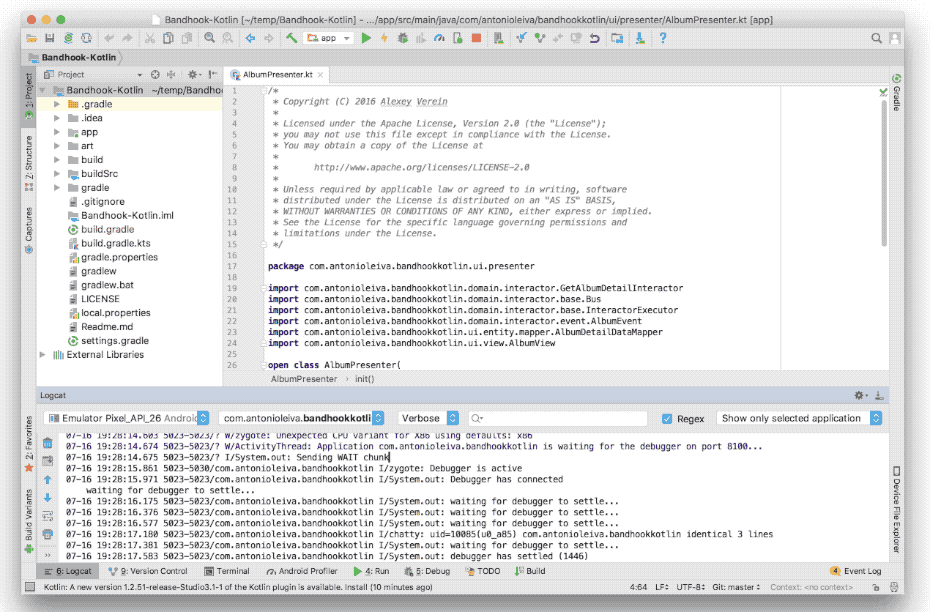 Bandhook-Kotlin [~/temp/Bandhook-Kotlin] - .../app/src/main/java/com/antonioleiva/bandhookkotlin/ui/presenter/AlbumPresenter.kt [app]
app
Bandhook-Kotlin
1: Project
Z: Structure
Captures
2: Favorites
Build Variants
Project
Bandhook-Kotlin ~/temp/Bandho
.gradle
.idea
app
art
build
buildSrc
gradle
.gitignore
Bandhook-Kotlin.iml
build.gradle
build.gradle.kts
gradle.properties
gradlew
gradlew.bat
LICENSE
local.properties
Readme.md
settings.gradle
External Libraries
AlbumPresenter.kt
1 /*
2 * Copyright (C) 2016 Alexey Verein
3 *
4 * Licensed under the Apache License, Version 2.0 (the "License");
5 * you may not use this file except in compliance with the License.
6 * You may obtain a copy of the License at
7 *
8 * http://www.apache.org/licenses/LICENSE-2.0
9 *
10 * Unless required by applicable law or agreed to in writing, software
11 * distributed under the License is distributed on an "AS IS" BASIS,
12 * WITHOUT WARRANTIES OR CONDITIONS OF ANY KIND, either express or implied.
13 * See the License for the specific language governing permissions and
14 * limitations under the License.
15 */
16
17 package com.antonioleiva.bandhookkotlin.ui.presenter
18
19 import com.antonioleiva.bandhookkotlin.domain.interactor.GetAlbumDetailInteractor
20 import com.antonioleiva.bandhookkotlin.domain.interactor.base.Bus
21 import com.antonioleiva.bandhookkotlin.domain.interactor.base.InteractorExecutor
22 import com.antonioleiva.bandhookkotlin.domain.interactor.event.AlbumEvent
23 import com.antonioleiva.bandhookkotlin.ui.entity.mapper.AlbumDetailDataMapper
24 import com.antonioleiva.bandhookkotlin.ui.view.AlbumView
25
26 open class AlbumPresenter(
AlbumPresenter › init()
Gradle
Device File Explorer
Logcat
Emulator Pixel_API_26 Android
com.antonioleiva.bandhookkotli
Verbose
Regex
Show only selected application
07-16 19:28:14.603 5023-5023/? W/zygote: Unexpected CPU variant for X86 using defaults: x86
07-16 19:28:14.674 5023-5023/? W/ActivityThread: Application com.antonioleiva.bandhookkotlin is waiting for the debugger on port 8100...
07-16 19:28:14.675 5023-5023/? I/System.out: Sending WAIT chunk
07-16 19:28:15.861 5023-5030/com.antonioleiva.bandhookkotlin I/zygote: Debugger is active
07-16 19:28:15.971 5023-5023/com.antonioleiva.bandhookkotlin I/System.out: Debugger has connected
waiting for debugger to settle...
07-16 19:28:16.175 5023-5023/com.antonioleiva.bandhookkotlin I/System.out: waiting for debugger to settle...
07-16 19:28:16.376 5023-5023/com.antonioleiva.bandhookkotlin I/System.out: waiting for debugger to settle...
07-16 19:28:16.577 5023-5023/com.antonioleiva.bandhookkotlin I/System.out: waiting for debugger to settle...
07-16 19:28:17.180 5023-5023/com.antonioleiva.bandhookkotlin I/chatty: uid=10085(u0_a85) com.antonioleiva.bandhookkotlin identical 3 lines
07-16 19:28:17.381 5023-5023/com.antonioleiva.bandhookkotlin I/System.out: waiting for debugger to settle...
07-16 19:28:17.583 5023-5023/com.antonioleiva.bandhookkotlin I/System.out: debugger has settled (1446)
6: Logcat
9: Version Control
Terminal
Android Profiler
4: Run
5: Debug
TODO
Build
4 Event Log
Kotlin: A new version 1.2.51-release-Studio3.1-1 of the Kotlin plugin is available. Install (10 minutes ago)
4:64 LF÷ UTF-8÷ Git: master÷ Context: <no context>